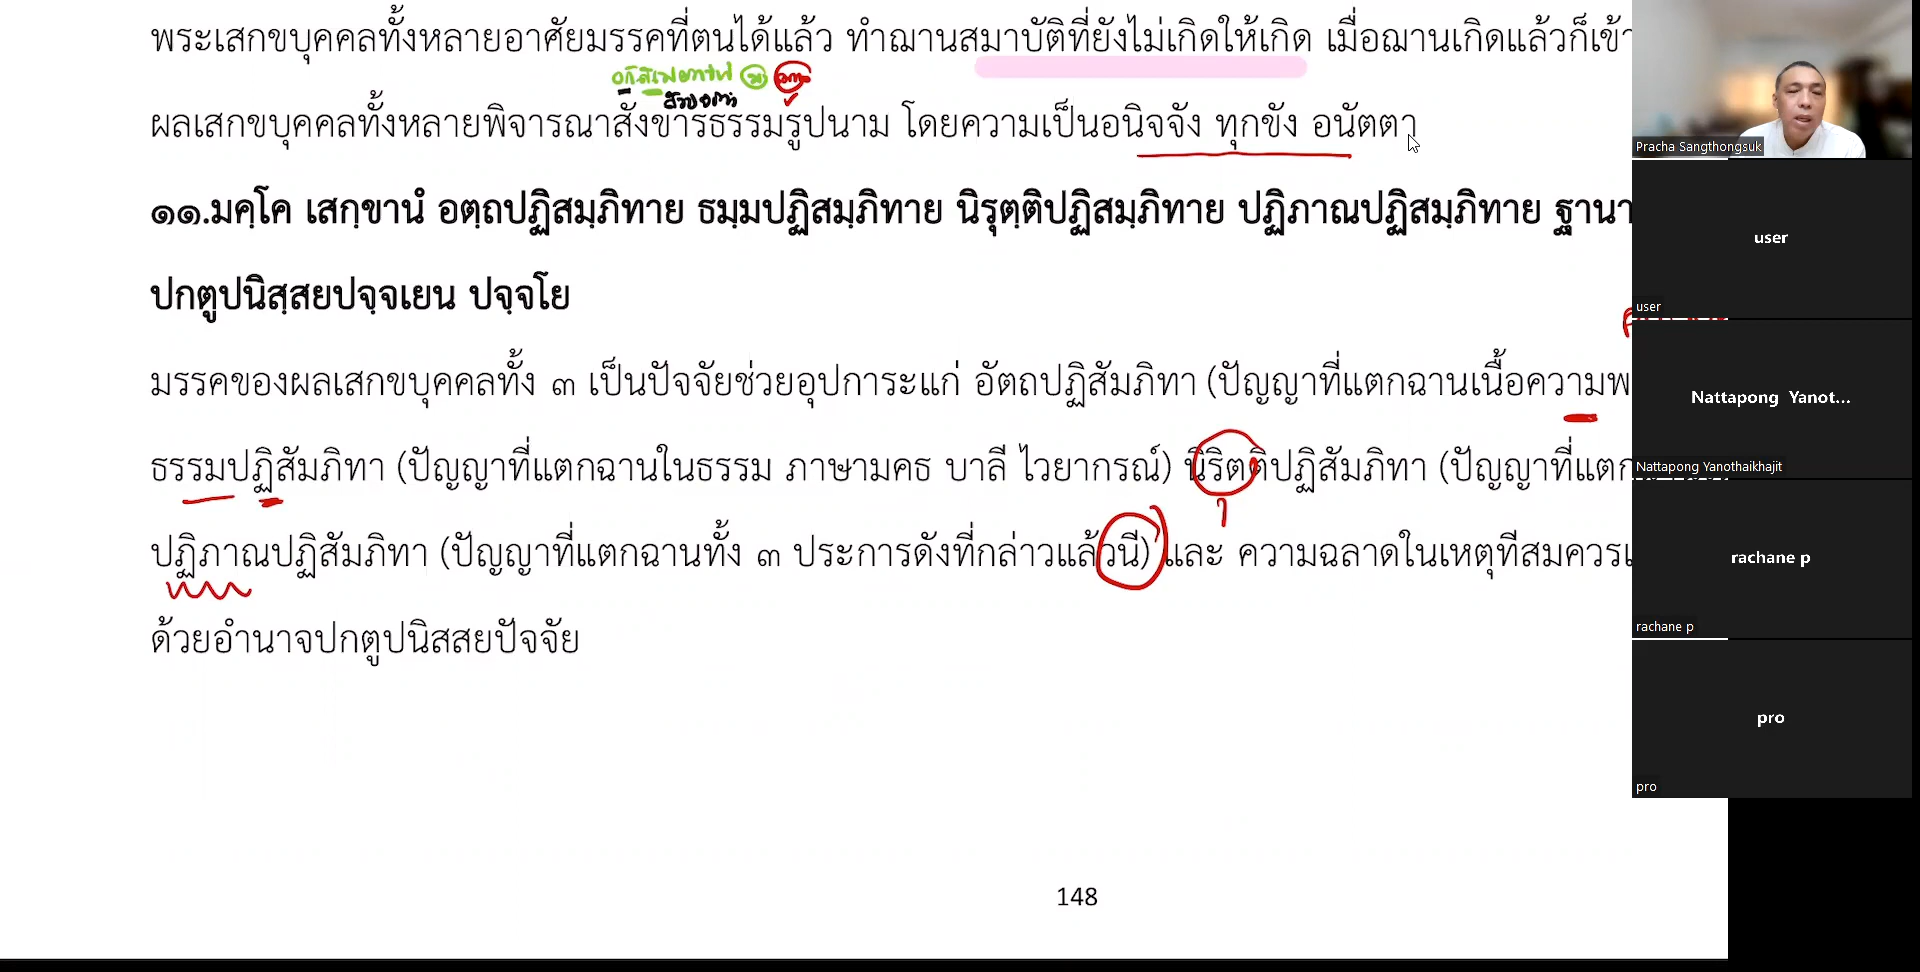 พระเสกขบุคคลทั้งหลายอาศัยมรรคที่ตนได้แล้ว ทำฌานสมาบัติที่ยังไม่เกิดให้เกิด เมื่อฌานเกิดแล้วก็เข้า
ผลเสกขบุคคลทั้งหลายพิจารณาสังขารธรรมรูปนาม โดยความเป็นอนิจจัง ทุกขัง อนัตตา
๑๑.มคฺโค เสกฺขานํ อตฺถปฏิสมฺภิทาย ธมฺมปฏิสมฺภิทาย นิรุตฺติปฏิสมฺภิทาย ปฏิภาณปฏิสมฺภิทาย ฐานา
ปกตูปนิสฺสยปจฺจเยน ปจฺจโย
มรรคของผลเสกขบุคคลทั้ง ๓ เป็นปัจจัยช่วยอุปการะแก่ อัตถปฏิสัมภิทา (ปัญญาที่แตกฉานเนื้อความพ
ธรรมปฏิสัมภิทา (ปัญญาที่แตกฉานในธรรม ภาษามคธ บาลี ไวยากรณ์) นิริตติปฏิสัมภิทา (ปัญญาที่แตก
ปฏิภาณปฏิสัมภิทา (ปัญญาที่แตกฉานทั้ง ๓ ประการดังที่กล่าวแล้วนี) และ ความฉลาดในเหตุทีสมควรแ
ด้วยอำนาจปกตูปนิสสยปัจจัย
148
Pracha Sangthongsuk
user
user
Nattapong Yanot...
Nattapong Yanothaikhajit
rachane p
rachane p
pro
pro